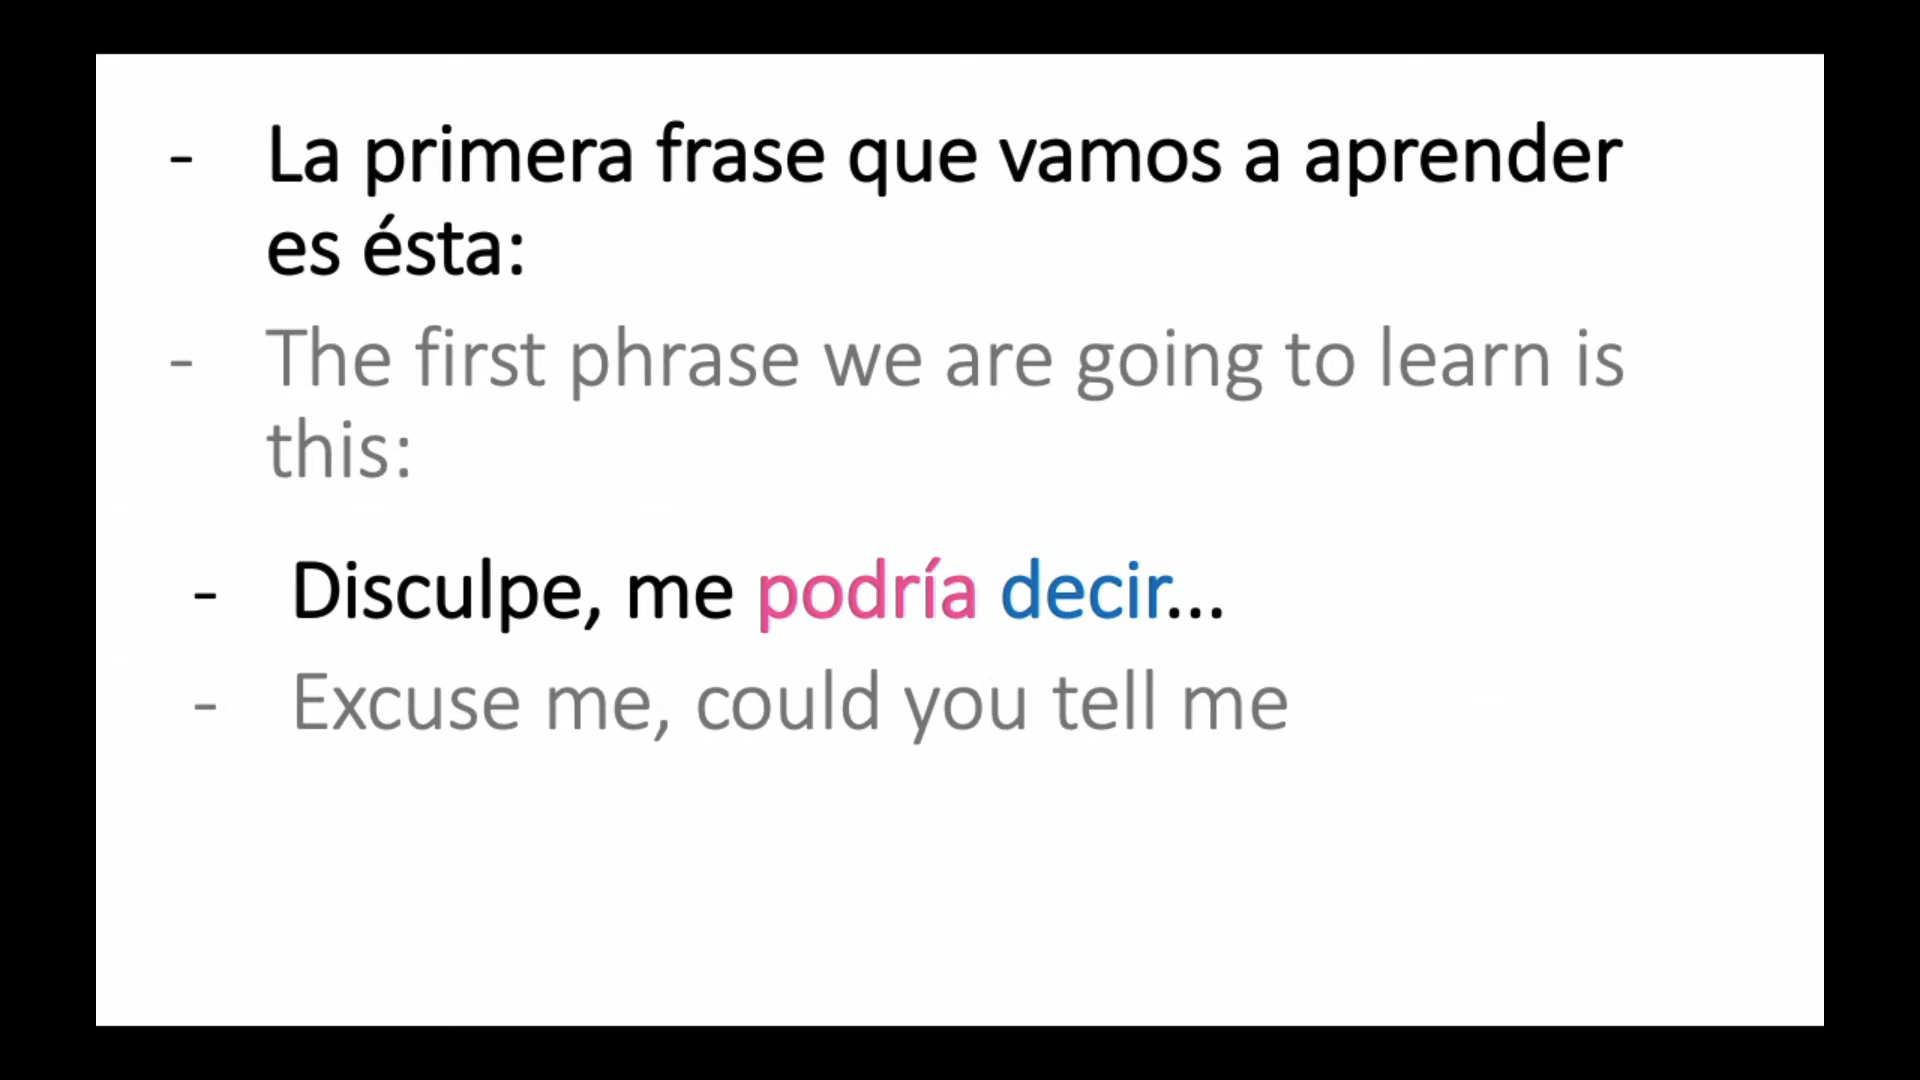 - La primera frase que vamos a aprender
es ésta:
- The first phrase we are going to learn is
this:
- Disculpe, me podría decir...
- Excuse me, could you tell me